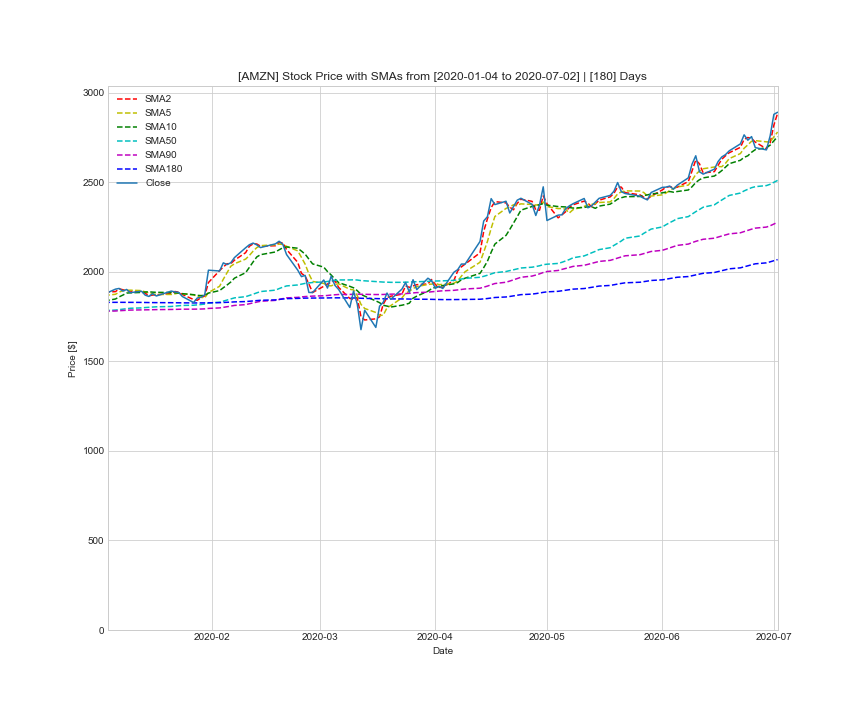 [AMZN] Stock Price with SMAs from [2020-01-04 to 2020-07-02] | [180] Days
3000
2500
2000
1500
1000
500
0
Price [$]
SMA2
SMA5
SMA10
SMA50
SMA90
SMA180
Close
2020-02
2020-03
2020-04
2020-05
2020-06
2020-07
Date